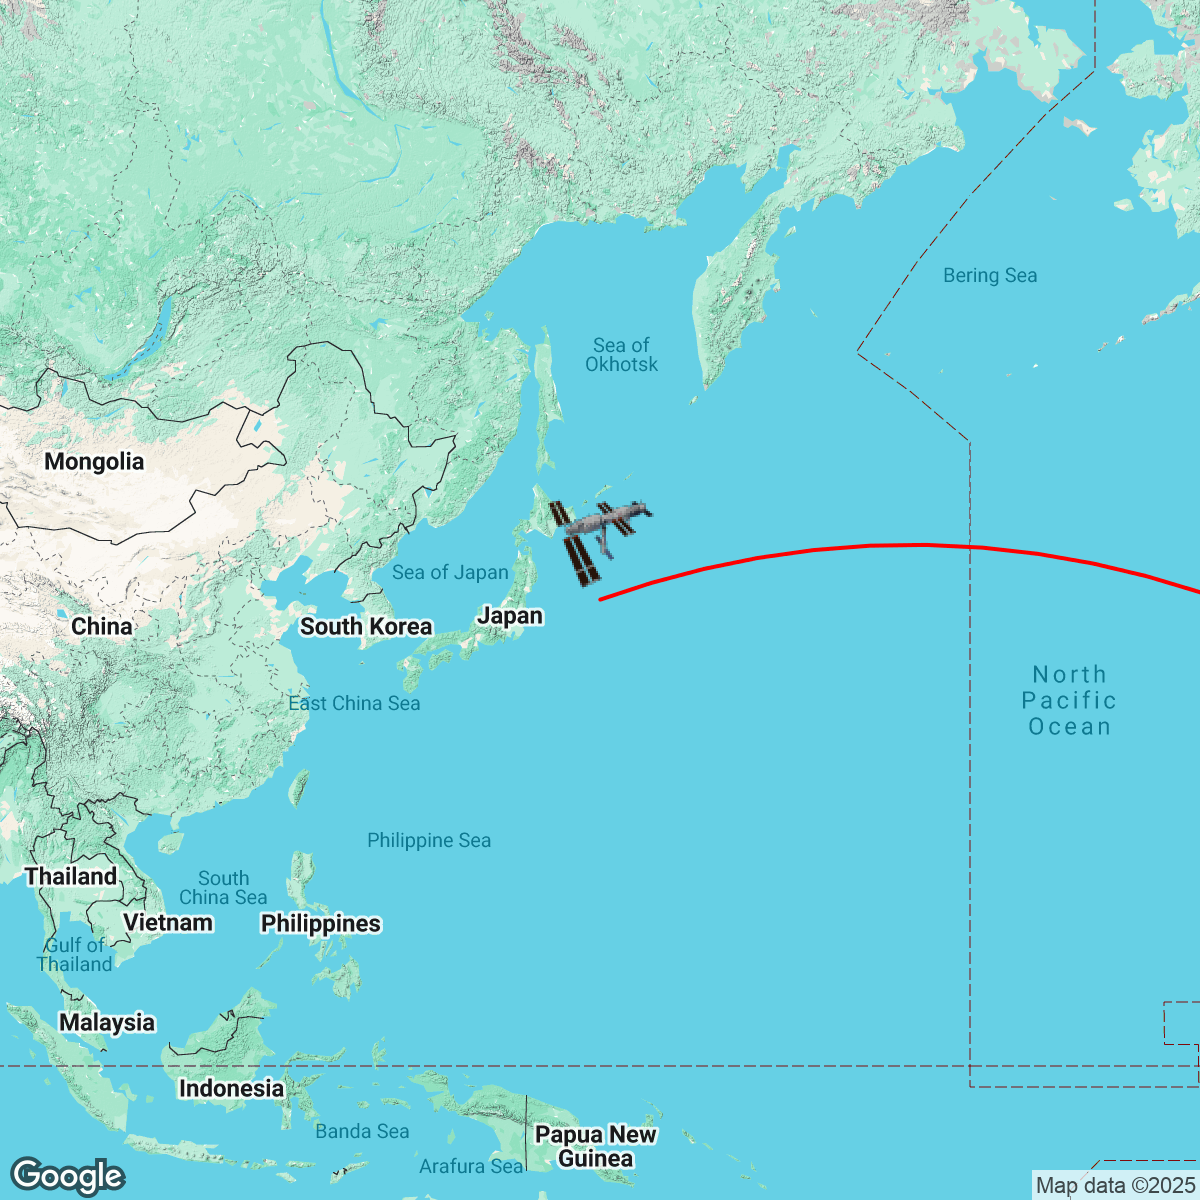 Bering Sea
Sea of
Okhotsk
Mongolia
Sea of Japan
Japan
China
South Korea
North
Pacific
Ocean
East China Sea
Philippine Sea
Thailand
South
China Sea
Vietnam
Philippines
Gulf of
Thailand
Malaysia
Indonesia
Banda Sea
Papua New
Guinea
Arafura Sea
Google
Map data ©2025